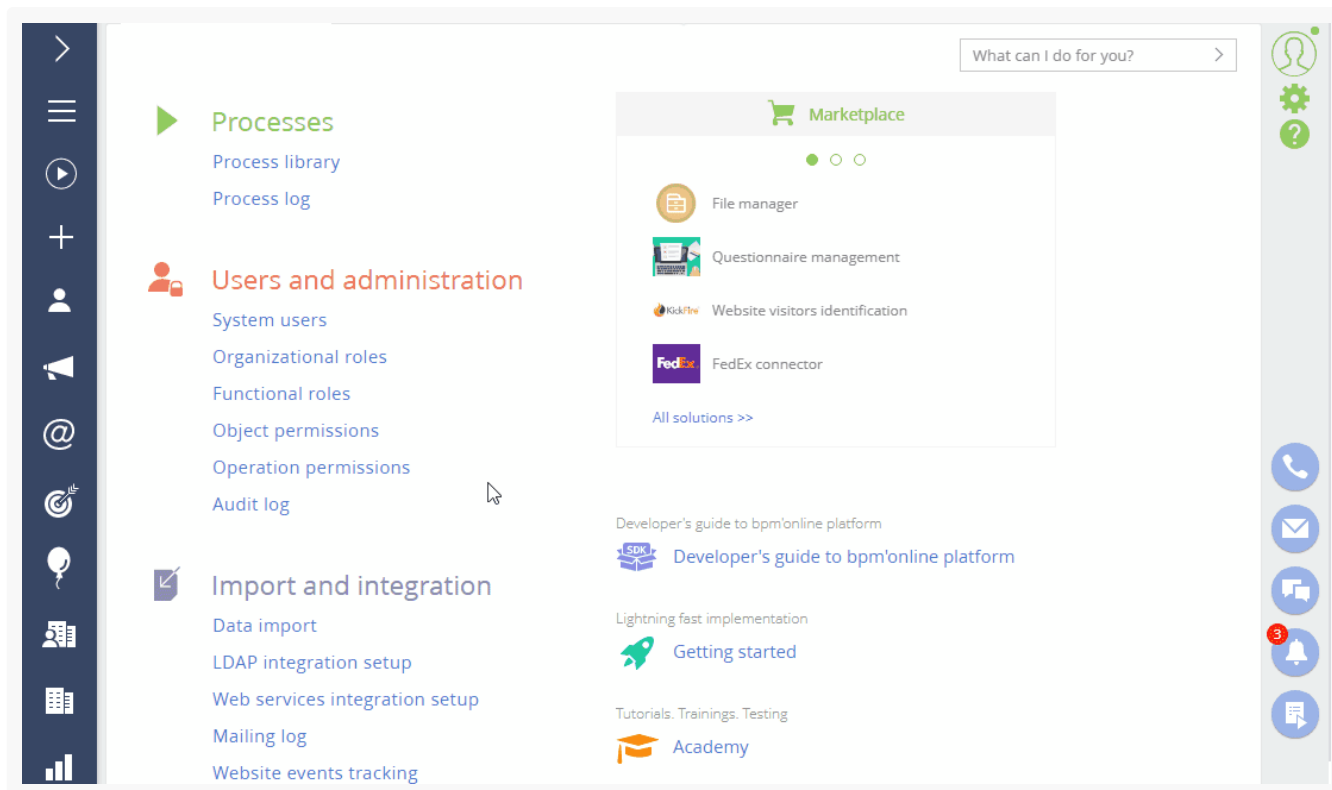 What can I do for you?
Processes
Process library
Process log
Users and administration
System users
Organizational roles
Functional roles
Object permissions
Operation permissions
Audit log
Import and integration
Data import
LDAP integration setup
Web services integration setup
Mailing log
Website events tracking
Marketplace
File manager
Questionnaire management
KickFire
Website visitors identification
FedEx
FedEx connector
All solutions >>
Developer's guide to bpm'online platform
SDK
Developer's guide to bpm'online platform
Lightning fast implementation
Getting started
Tutorials. Trainings. Testing
Academy
@
?
3